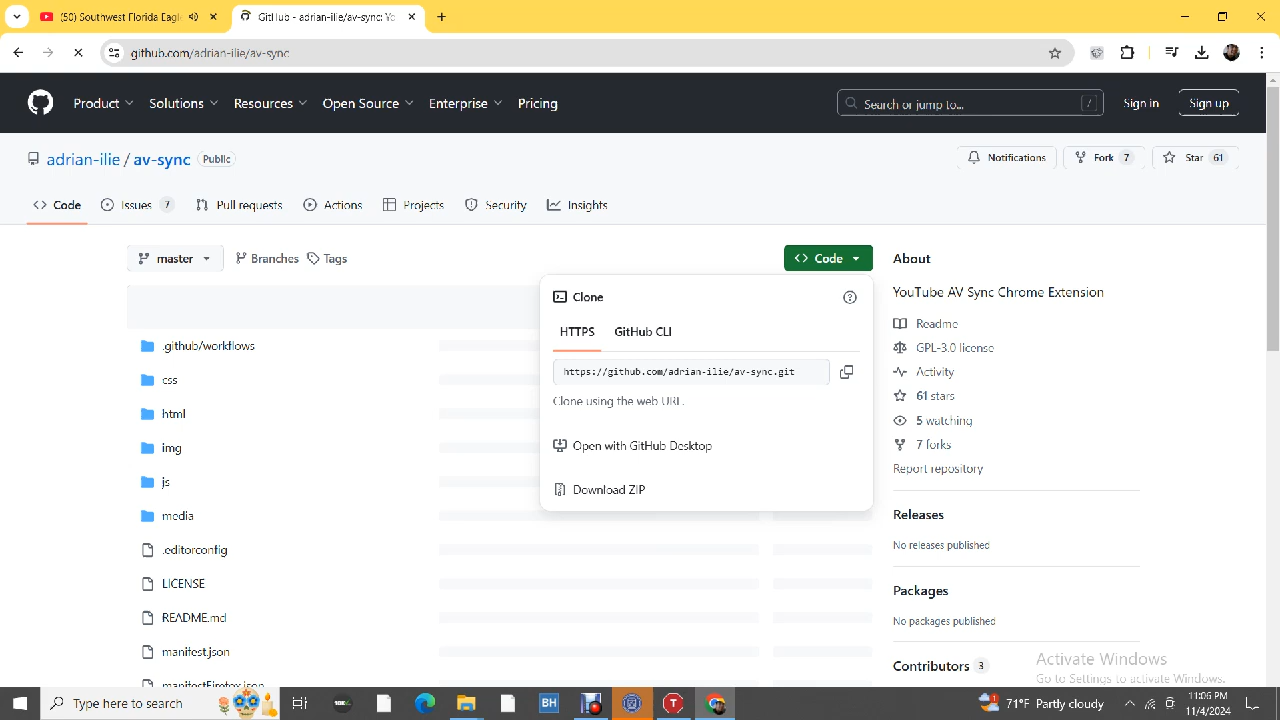 (50) Southwest Florida Eagl
GitHub - adrian-ilie/av-sync: Yo
github.com/adrian-ilie/av-sync
Product
Solutions
Resources
Open Source
Enterprise
Pricing
Search or jump to...
/
Sign in
Sign up
adrian-ilie / av-sync
Public
Notifications
Fork 7
Star 61
Code
Issues 7
Pull requests
Actions
Projects
Security
Insights
master
Branches
Tags
Code
About
Clone
YouTube AV Sync Chrome Extension
HTTPS
GitHub CLI
https://github.com/adrian-ilie/av-sync.git
Clone using the web URL.
Open with GitHub Desktop
Download ZIP
.github/workflows
css
html
img
js
media
.editorconfig
LICENSE
README.md
manifest.json
manifestFirefox.json
Readme
GPL-3.0 license
Activity
61 stars
5 watching
7 forks
Report repository
Releases
No releases published
Packages
No packages published
Contributors 3
Activate Windows
Go to Settings to activate Windows.
Type here to search
10K
BH
T
71°F Partly cloudy
11:06 PM
11/4/2024